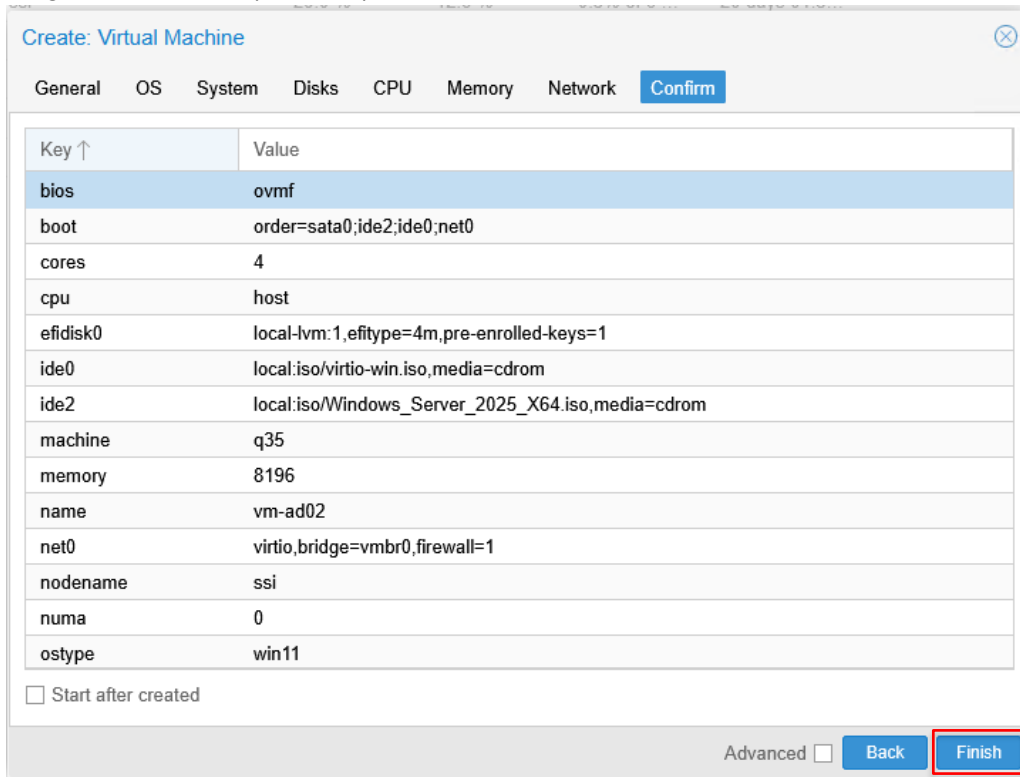 Create: Virtual Machine
General OS System Disks CPU Memory Network Confirm
Key Value
bios ovmf
boot order=sata0;ide2;ide0;net0
cores 4
cpu host
efidisk0 local-lvm:1,efitype=4m,pre-enrolled-keys=1
ide0 local:iso/virtio-win.iso,media=cdrom
ide2 local:iso/Windows_Server_2025_X64.iso,media=cdrom
machine q35
memory 8196
name vm-ad02
net0 virtio,bridge=vmbr0,firewall=1
nodename ssi
numa 0
ostype win11
Start after created
Advanced Back Finish